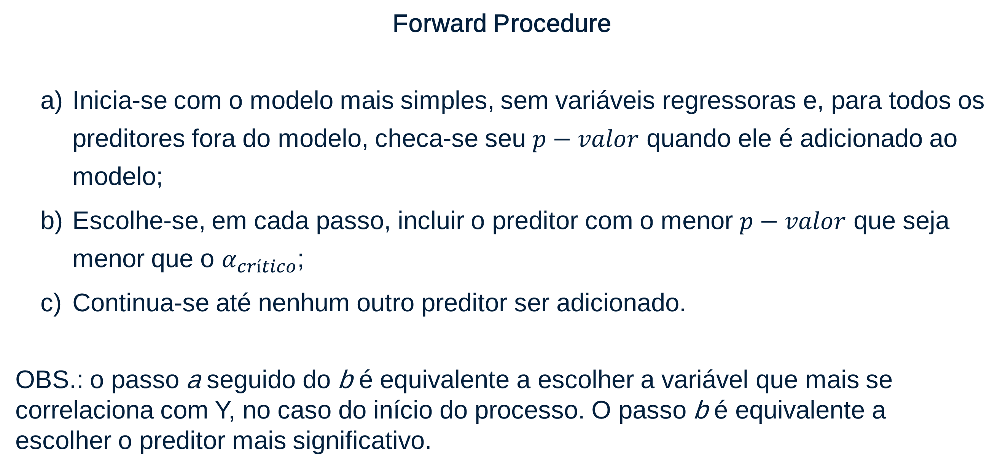 Forward Procedure
a) Inicia-se com o modelo mais simples, sem variáveis regressoras e, para todos os
preditores fora do modelo, checa-se seu p − valor quando ele é adicionado ao
modelo;
b) Escolhe-se, em cada passo, incluir o preditor com o menor p − valor que seja
menor que o α_crítico;
c) Continua-se até nenhum outro preditor ser adicionado.
OBS.: o passo a seguido do b é equivalente a escolher a variável que mais se
correlaciona com Y, no caso do início do processo. O passo b é equivalente a
escolher o preditor mais significativo.